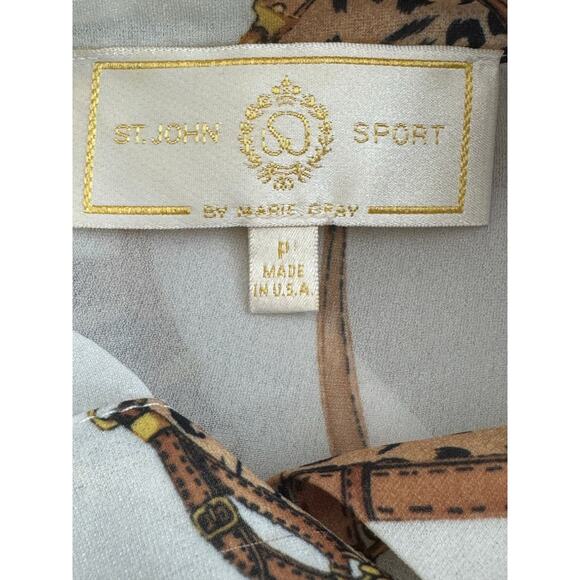 ST. JOHN SPORT
BY MARIE GRAY
P
MADE
IN U.S.A.